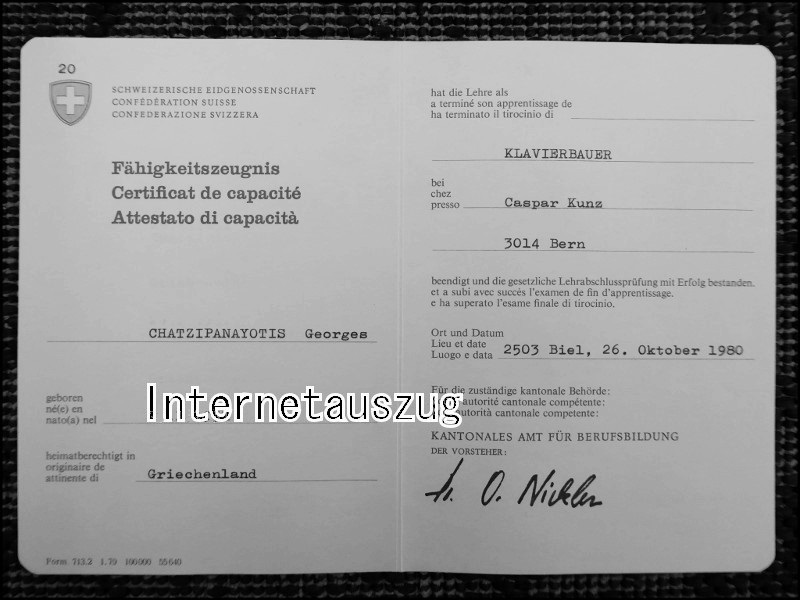 20
SCHWEIZERISCHE EIDGENOSSENSCHAFT
CONFÉDÉRATION SUISSE
CONFEDERAZIONE SVIZZERA
Fähigkeitszeugnis
Certificat de capacité
Attestato di capacità
CHATZIPANAYOTIS Georges
geboren
né(e) en
nato(a) nel
Internetauszug
heimatberechtigt in
originaire de
attinente di
Griechenland
Form 713.2 1.79 100000 55640
hat die Lehre als
a terminé son apprentissage de
ha terminato il tirocinio di
KLAVIERBAUER
bei
chez
presso Caspar Kunz
3014 Bern
beendigt und die gesetzliche Lehrabschlussprüfung mit Erfolg bestanden.
et a subi avec succès l'examen de fin d'apprentissage.
e ha superato l'esame finale di tirocinio.
Ort und Datum
Lieu et date
Luogo e data 2503 Biel, 26. Oktober 1980
Für die zuständige kantonale Behörde:
autorité cantonale compétente:
autorità cantonale competente:
KANTONALES AMT FÜR BERUFSBILDUNG
DER VORSTEHER: